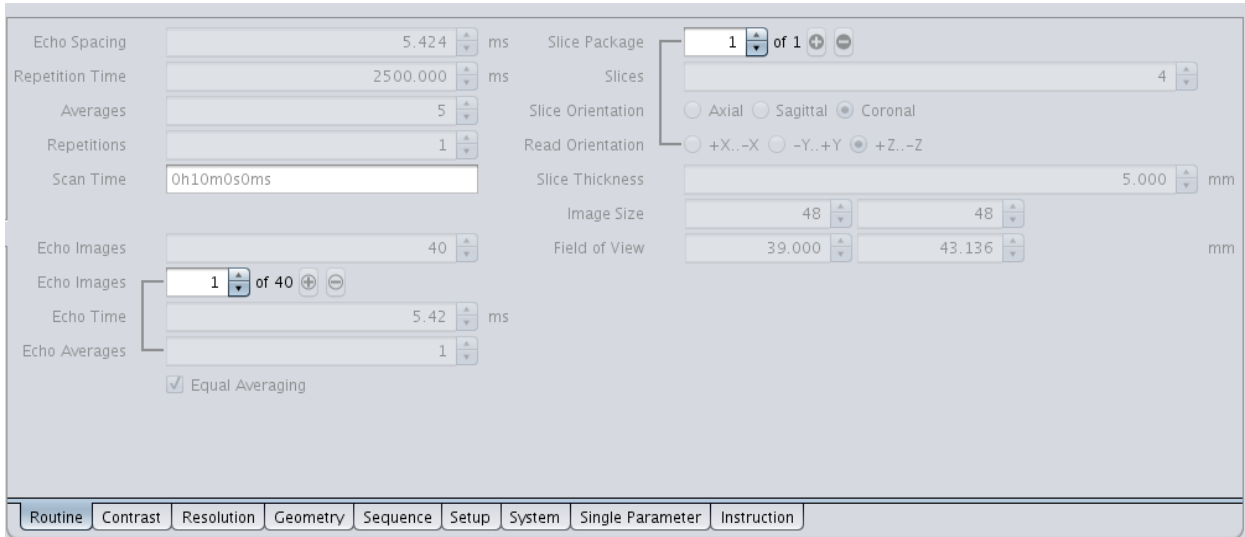 Echo Spacing 5.424 ms Slice Package 1 of 1
Repetition Time 2500.000 ms Slices 4
Averages 5 Slice Orientation Axial Sagittal Coronal
Repetitions 1 Read Orientation +X..-X -Y..+Y +Z..-Z
Scan Time 0h10m0s0ms Slice Thickness 5.000 mm
Image Size 48 48
Echo Images 40 Field of View 39.000 43.136 mm
Echo Images 1 of 40
Echo Time 5.42 ms
Echo Averages 1
Equal Averaging
Routine Contrast Resolution Geometry Sequence Setup System Single Parameter Instruction